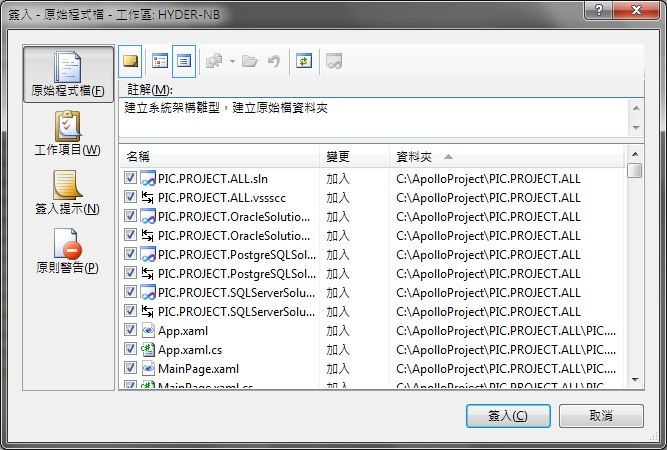 簽入 - 原始程式檔 - 工作區: HYDER-NB
原始程式檔(F)
工作項目(W)
簽入提示(N)
原則警告(P)
註解(M):
建立系統架構雛型，建立原始檔資料夾
名稱 變更 資料夾
PIC.PROJECT.ALL.sln 加入 C:\ApolloProject\PIC.PROJECT.ALL
PIC.PROJECT.ALL.vssscc 加入 C:\ApolloProject\PIC.PROJECT.ALL
PIC.PROJECT.OracleSolutio... 加入 C:\ApolloProject\PIC.PROJECT.ALL
PIC.PROJECT.OracleSolutio... 加入 C:\ApolloProject\PIC.PROJECT.ALL
PIC.PROJECT.PostgreSQLSol... 加入 C:\ApolloProject\PIC.PROJECT.ALL
PIC.PROJECT.PostgreSQLSol... 加入 C:\ApolloProject\PIC.PROJECT.ALL
PIC.PROJECT.SQLServerSolu... 加入 C:\ApolloProject\PIC.PROJECT.ALL
PIC.PROJECT.SQLServerSolu... 加入 C:\ApolloProject\PIC.PROJECT.ALL
App.xaml 加入 C:\ApolloProject\PIC.PROJECT.ALL\PIC....
App.xaml.cs 加入 C:\ApolloProject\PIC.PROJECT.ALL\PIC....
MainPage.xaml 加入 C:\ApolloProject\PIC.PROJECT.ALL\PIC....
MainPage.xaml.cs 加入 C:\ApolloProject\PIC.PROJECT.ALL\PIC....
簽入(C) 取消